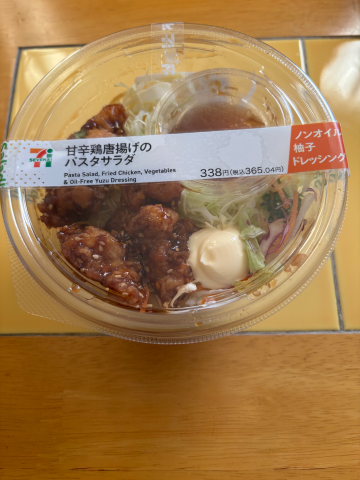 7
ELEVEN
甘辛鶏唐揚げの
パスタサラダ
Pasta Salad, Fried Chicken, Vegetables
& Oil-Free Yuzu Dressing
338円(税込365.04円)
ノンオイル
柚子
ドレッシング